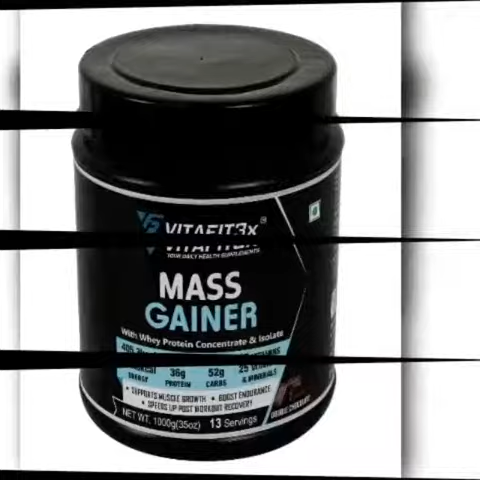 VITAFIT3X®
YOUR DAILY HEALTH SUPPLEMENTS
MASS
GAINER
With Whey Protein Concentrate & Isolate
36g 52g 25
ENERGY PROTEIN CARBS & MINERALS
• SUPPORTS MUSCLE GROWTH • BOOST ENDURANCE
• SPEEDS UP POST WORKOUT RECOVERY
NET WT. 1000g(35oz) 13 Servings
DOUBLE CHOCOLATE